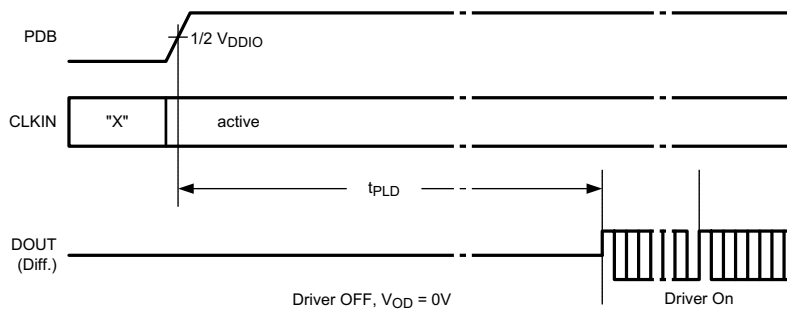 PDB
1/2 VDDIO
CLKIN
"X"
active
tPLD
DOUT
(Diff.)
Driver OFF, VOD = 0V
Driver On